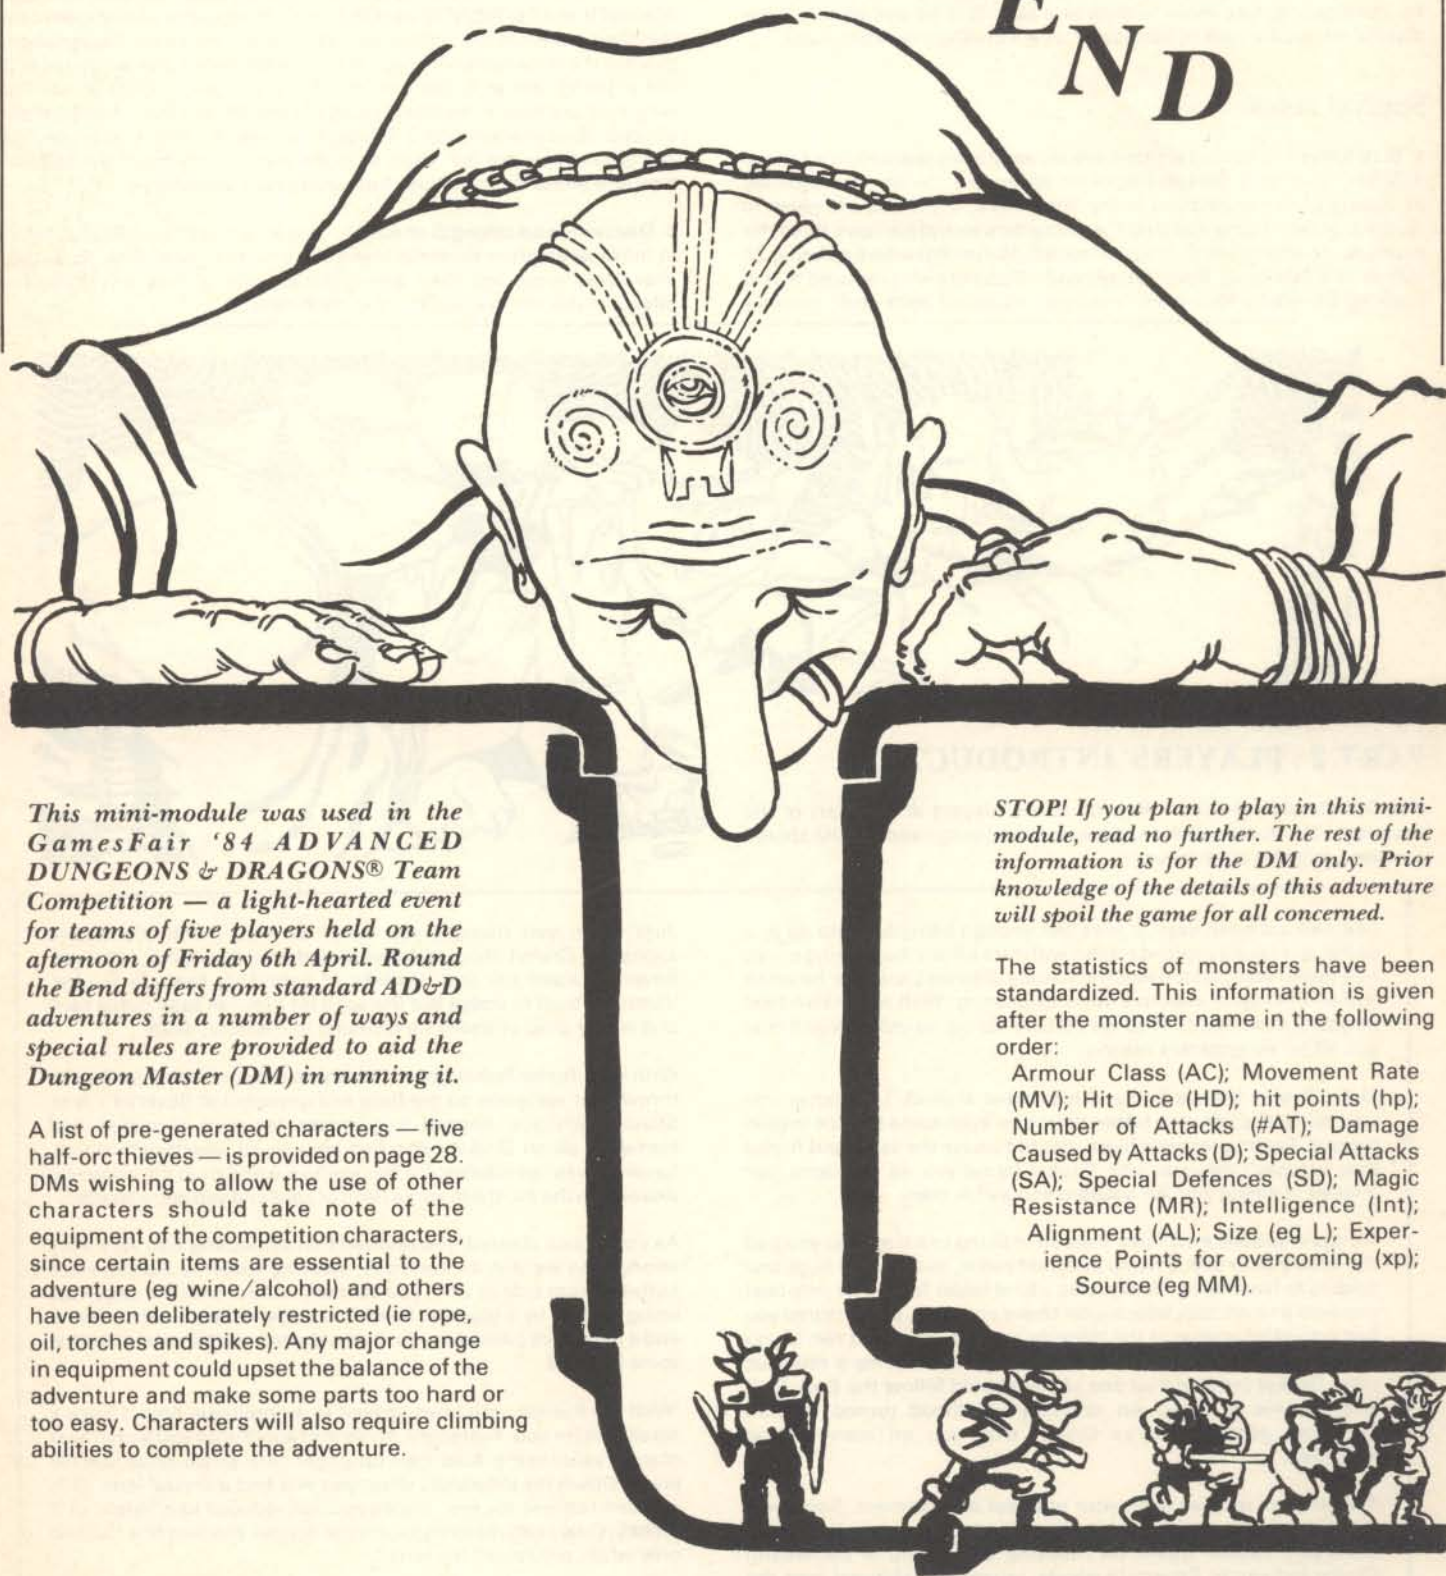 END
This mini-module was used in the
GamesFair '84 ADVANCED
DUNGEONS & DRAGONS® Team
Competition — a light-hearted event
for teams of five players held on the
afternoon of Friday 6th April. Round
the Bend differs from standard AD&D
adventures in a number of ways and
special rules are provided to aid the
Dungeon Master (DM) in running it.
A list of pre-generated characters — five
half-orc thieves — is provided on page 28.
DMs wishing to allow the use of other
characters should take note of the
equipment of the competition characters,
since certain items are essential to the
adventure (eg wine/alcohol) and others
have been deliberately restricted (ie rope,
oil, torches and spikes). Any major change
in equipment could upset the balance of the
adventure and make some parts too hard or
too easy. Characters will also require climbing
abilities to complete the adventure.
STOP! If you plan to play in this mini-
module, read no further. The rest of the
information is for the DM only. Prior
knowledge of the details of this adventure
will spoil the game for all concerned.
The statistics of monsters have been
standardized. This information is given
after the monster name in the following
order:
Armour Class (AC); Movement Rate
(MV); Hit Dice (HD); hit points (hp);
Number of Attacks (#AT); Damage
Caused by Attacks (D); Special Attacks
(SA); Special Defences (SD); Magic
Resistance (MR); Intelligence (Int);
Alignment (AL); Size (eg L); Exper-
ience Points for overcoming (xp);
Source (eg MM).